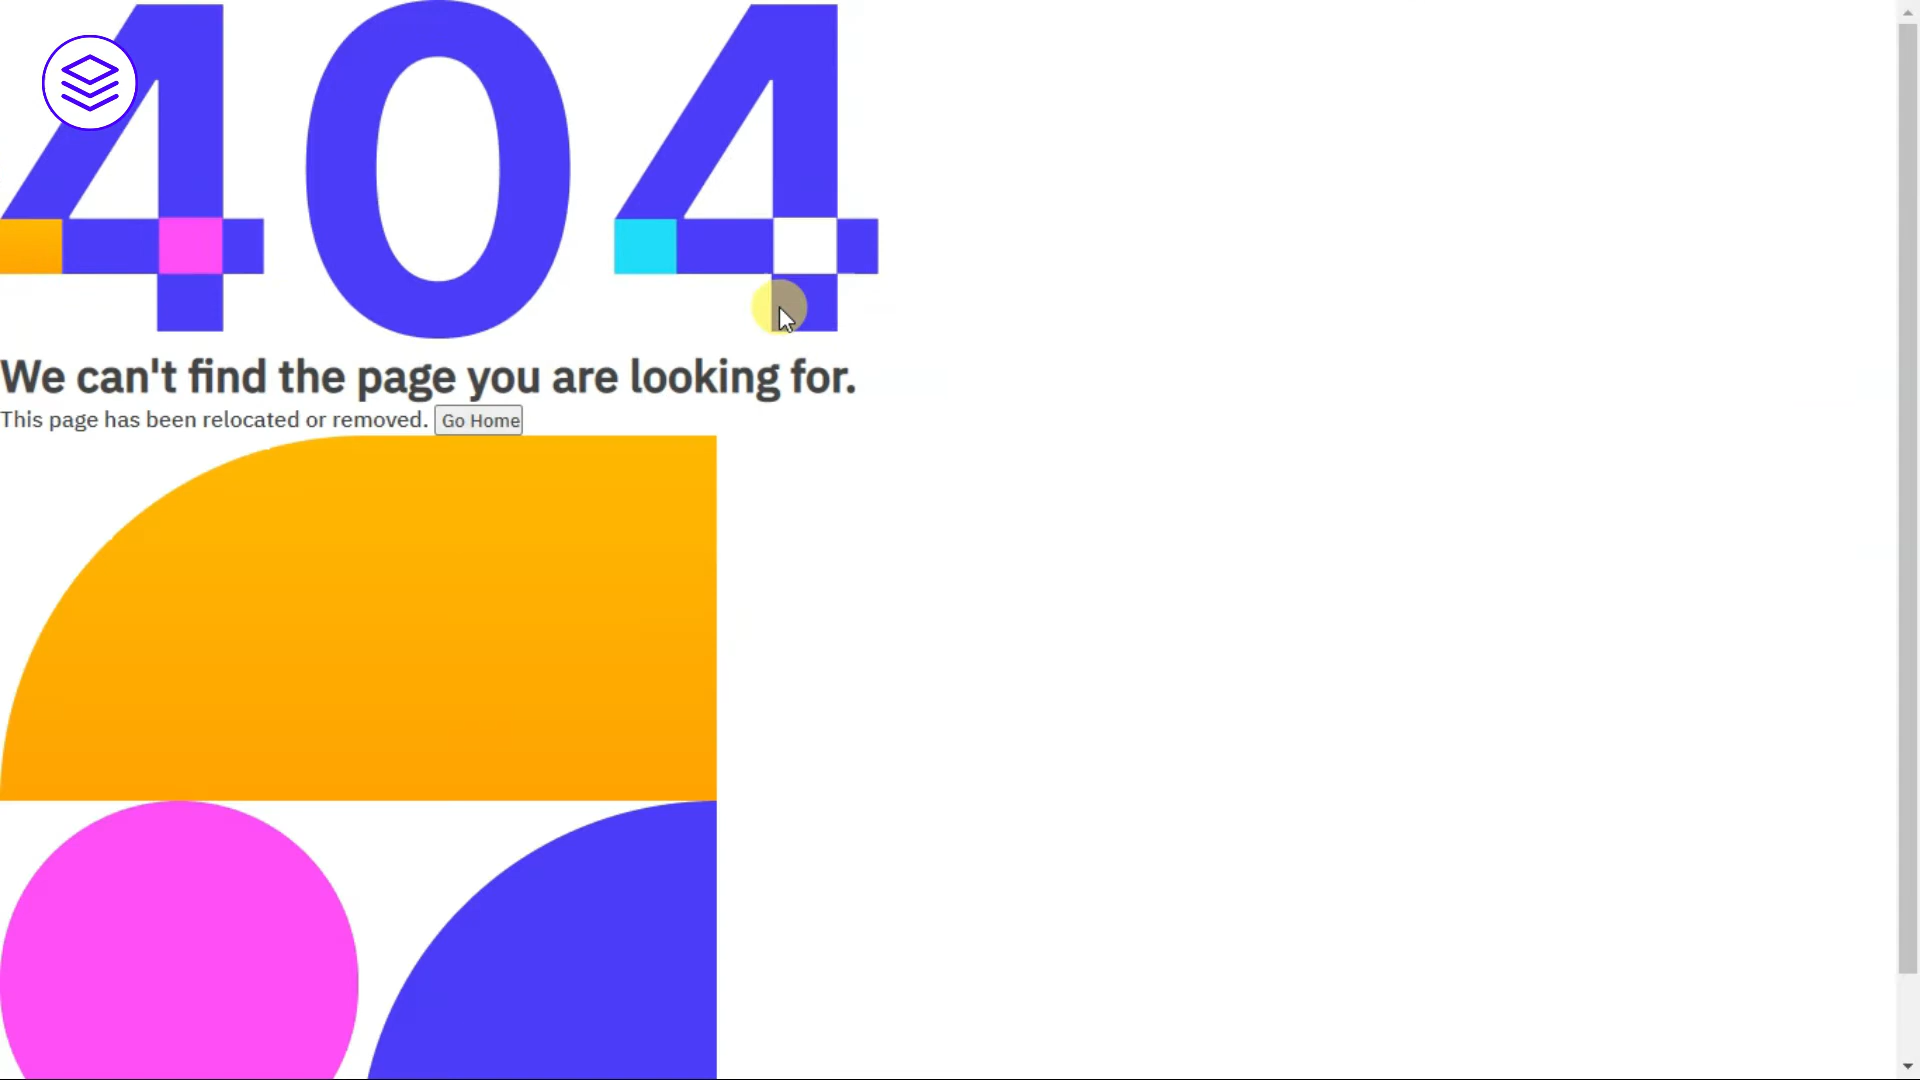 404
We can't find the page you are looking for.
This page has been relocated or removed. Go Home